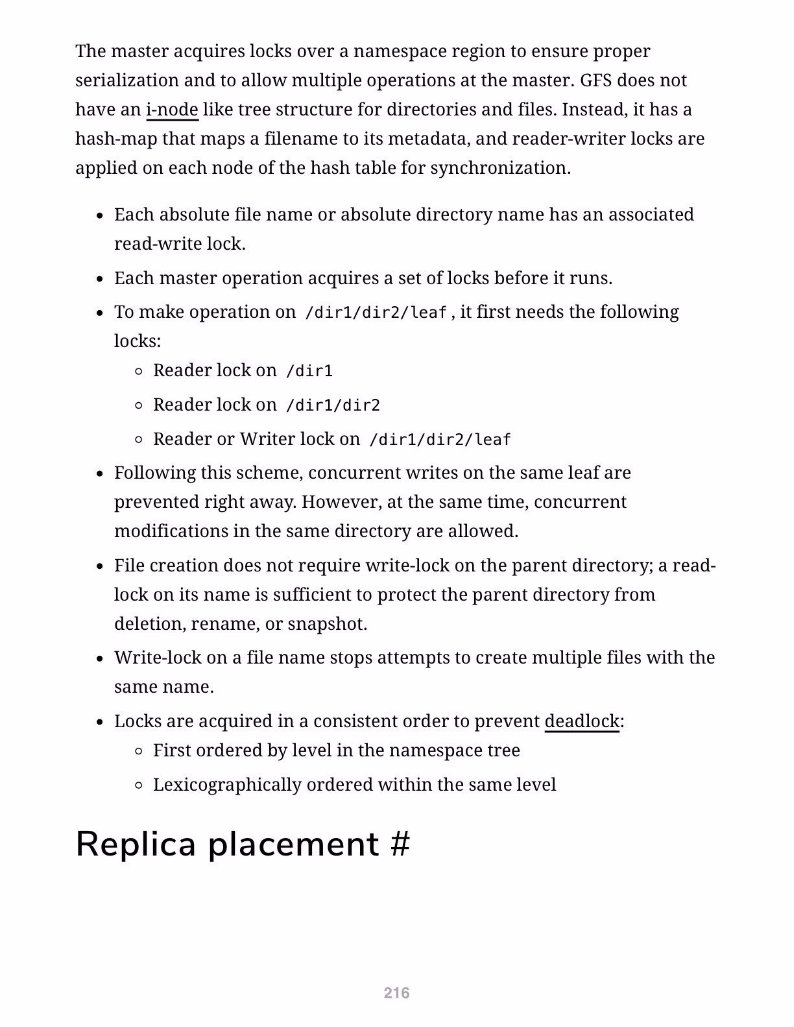 The master acquires locks over a namespace region to ensure proper
serialization and to allow multiple operations at the master. GFS does not
have an i-node like tree structure for directories and files. Instead, it has a
hash-map that maps a filename to its metadata, and reader-writer locks are
applied on each node of the hash table for synchronization.
• Each absolute file name or absolute directory name has an associated
read-write lock.
• Each master operation acquires a set of locks before it runs.
• To make operation on /dir1/dir2/leaf , it first needs the following
locks:
◦ Reader lock on /dir1
◦ Reader lock on /dir1/dir2
◦ Reader or Writer lock on /dir1/dir2/leaf
• Following this scheme, concurrent writes on the same leaf are
prevented right away. However, at the same time, concurrent
modifications in the same directory are allowed.
• File creation does not require write-lock on the parent directory; a read-
lock on its name is sufficient to protect the parent directory from
deletion, rename, or snapshot.
• Write-lock on a file name stops attempts to create multiple files with the
same name.
• Locks are acquired in a consistent order to prevent deadlock:
◦ First ordered by level in the namespace tree
◦ Lexicographically ordered within the same level
Replica placement #
216